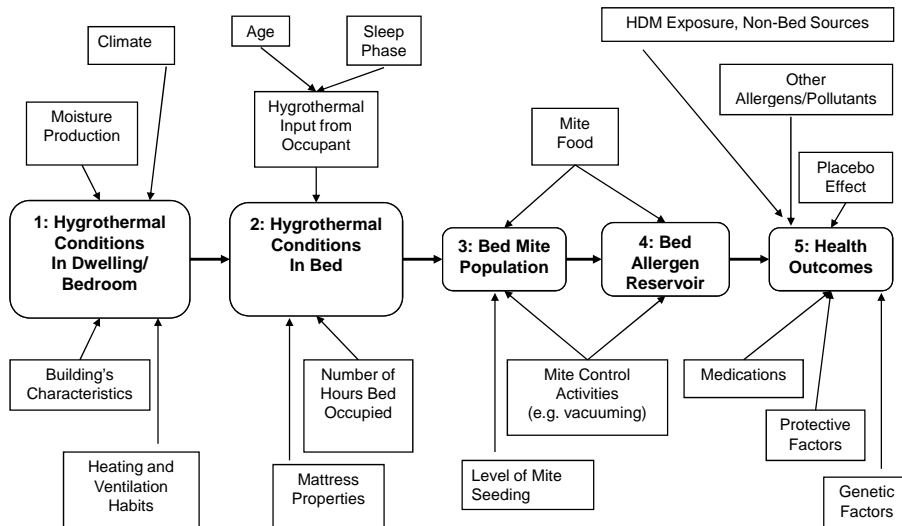 HDM Exposure, Non-Bed Sources
Climate
Age
Sleep
Phase
Other
Allergens/Pollutants
Moisture
Production
Hygrothermal
Input from
Occupant
Mite
Food
Placebo
Effect
1: Hygrothermal
Conditions
In Dwelling/
Bedroom
2: Hygrothermal
Conditions
In Bed
3: Bed Mite
Population
4: Bed
Allergen
Reservoir
5: Health
Outcomes
Building's
Characteristics
Number of
Hours Bed
Occupied
Mite Control
Activities
(e.g. vacuuming)
Medications
Protective
Factors
Heating and
Ventilation
Habits
Mattress
Properties
Level of Mite
Seeding
Genetic
Factors